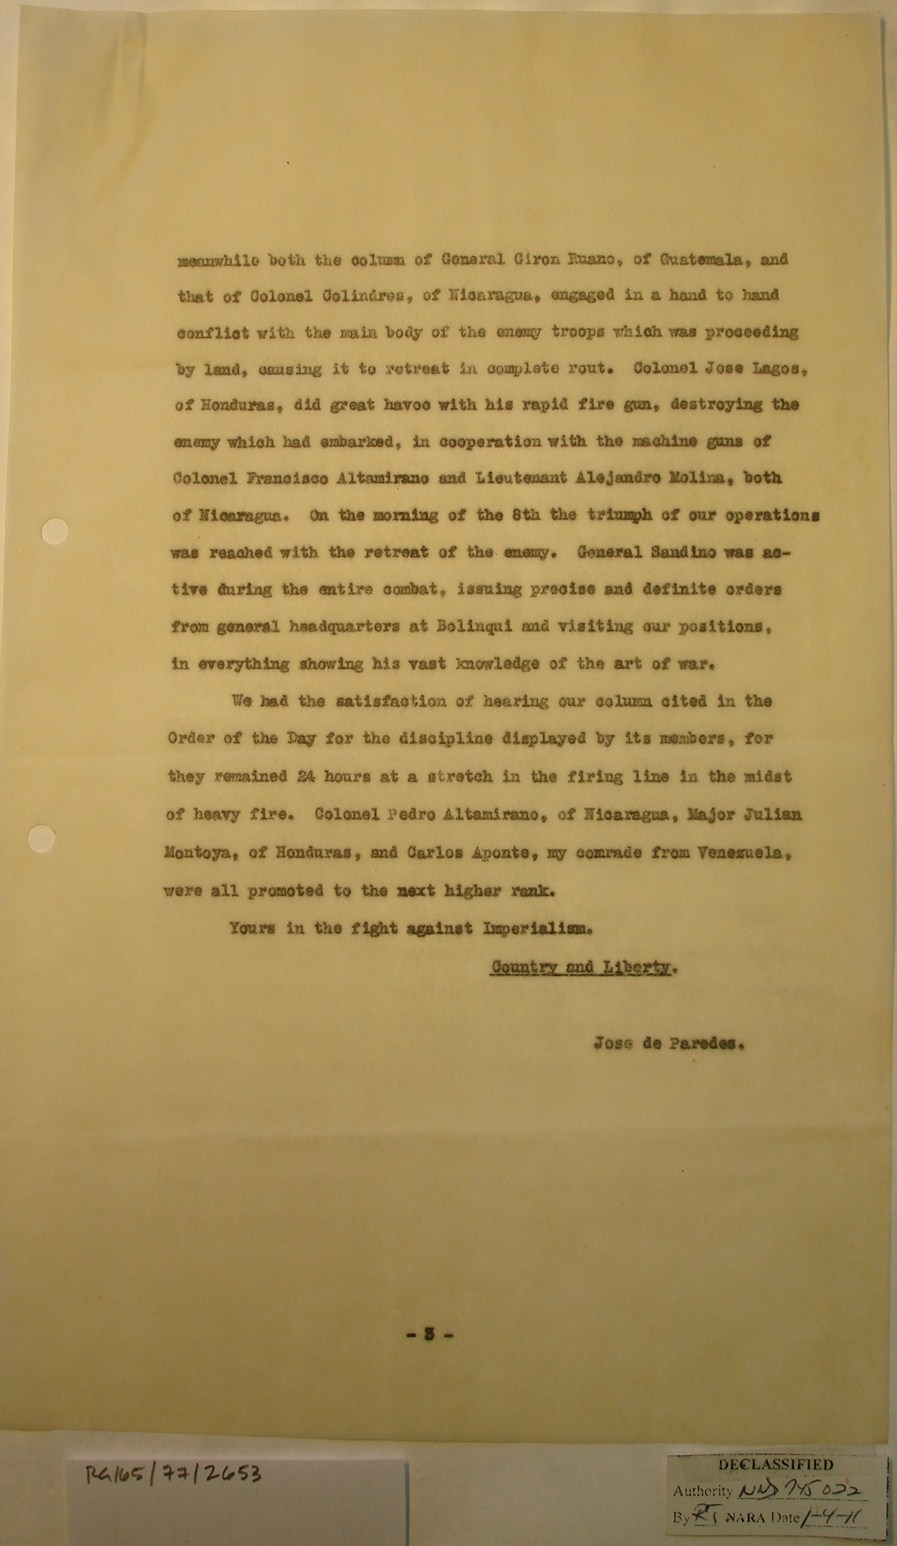 meanwhile both the column of General Giron Ruano, of Guatemala, and
that of Colonel Colindres, of Nicaragua, engaged in a hand to hand
conflict with the main body of the enemy troops which was proceeding
by land, causing it to retreat in complete rout.  Colonel Jose Lagos,
of Honduras, did great havoc with his rapid fire gun, destroying the
enemy which had embarked, in cooperation with the machine guns of
Colonel Francisco Altamirano and Lieutenant Alejandro Molina, both
of Nicaragua.  On the morning of the 8th the triumph of our operations
was reached with the retreat of the enemy.  General Sandino was ac-
tive during the entire combat, issuing precise and definite orders
from general headquarters at Bolinqui and visiting our positions,
in everything showing his vast knowledge of the art of war.
We had the satisfaction of hearing our column cited in the
Order of the Day for the discipline displayed by its members, for
they remained 24 hours at a stretch in the firing line in the midst
of heavy fire.  Colonel Pedro Altamirano, of Nicaragua, Major Julian
Montoya, of Honduras, and Carlos Aponte, my comrade from Venezuela,
were all promoted to the next higher rank.
Yours in the fight against Imperialism.
Country and Liberty.
Jose de Paredes.
- 3 -
RG165/77/2653
DECLASSIFIED
Authority NND 745022
By RT NARA Date 1-4-11